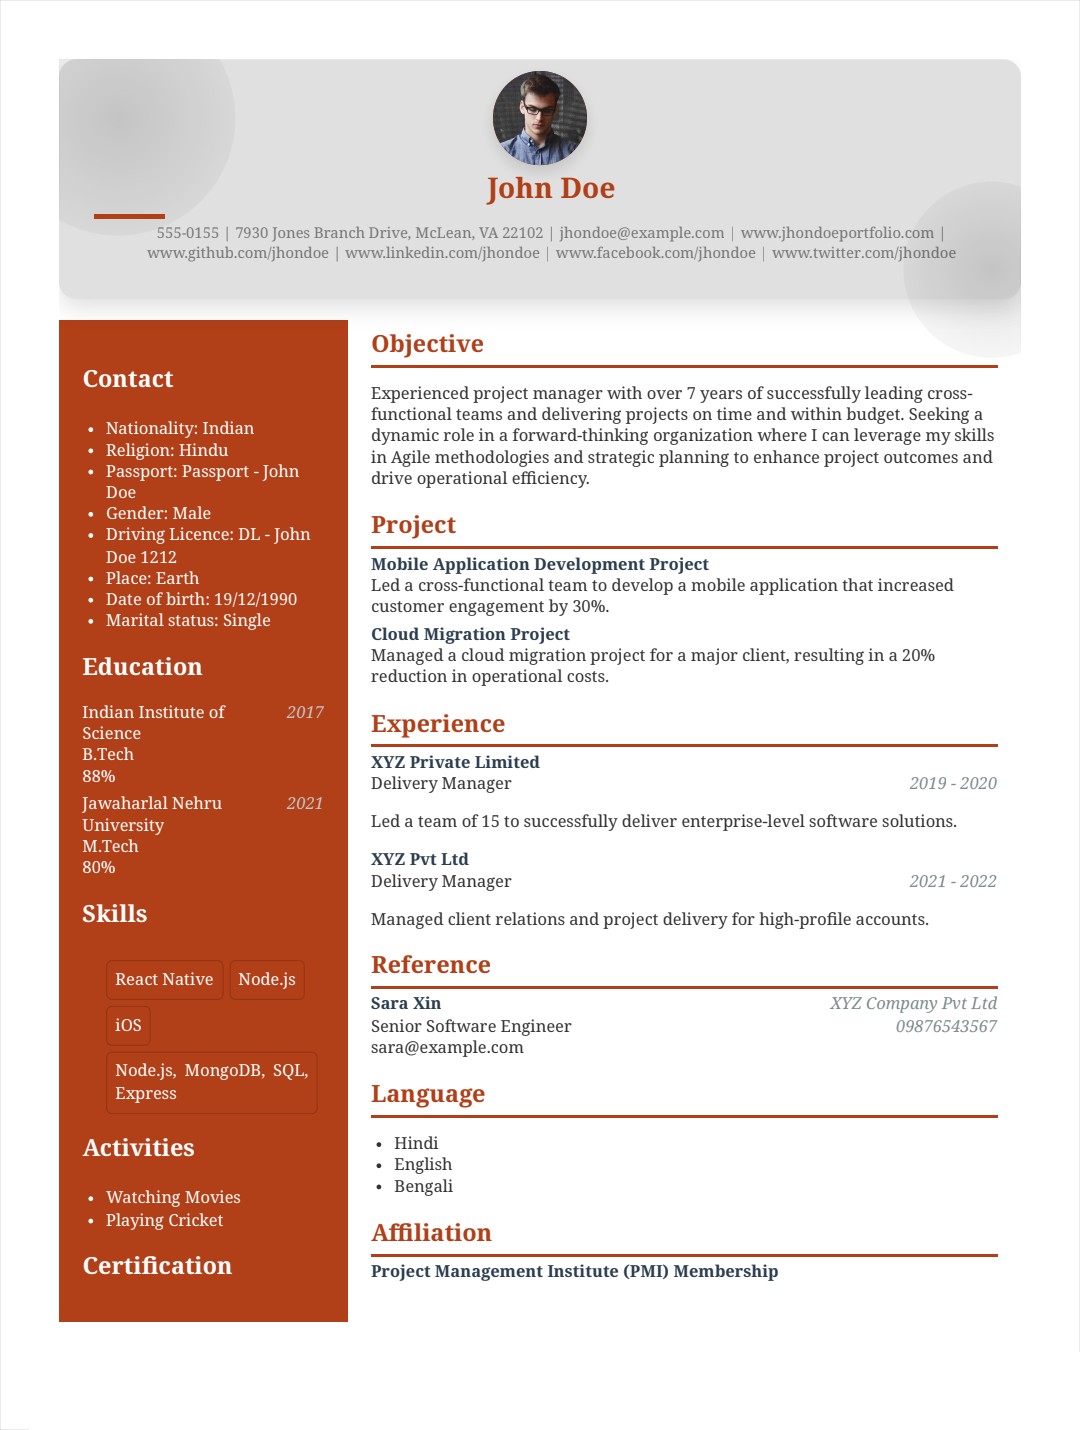 John Doe
555-0155 | 7930 Jones Branch Drive, McLean, VA 22102 | jhondoe@example.com | www.jhondoeportfolio.com |
www.github.com/jhondoe | www.linkedin.com/jhondoe | www.facebook.com/jhondoe | www.twitter.com/jhondoe
Contact
• Nationality: Indian
• Religion: Hindu
• Passport: Passport - John
Doe
• Gender: Male
• Driving Licence: DL - John
Doe 1212
• Place: Earth
• Date of birth: 19/12/1990
• Marital status: Single
Education
Indian Institute of 2017
Science
B.Tech
88%
Jawaharlal Nehru 2021
University
M.Tech
80%
Skills
React Native Node.js
iOS
Node.js, MongoDB, SQL,
Express
Activities
• Watching Movies
• Playing Cricket
Certification
Objective
Experienced project manager with over 7 years of successfully leading cross-
functional teams and delivering projects on time and within budget. Seeking a
dynamic role in a forward-thinking organization where I can leverage my skills
in Agile methodologies and strategic planning to enhance project outcomes and
drive operational efficiency.
Project
Mobile Application Development Project
Led a cross-functional team to develop a mobile application that increased
customer engagement by 30%.
Cloud Migration Project
Managed a cloud migration project for a major client, resulting in a 20%
reduction in operational costs.
Experience
XYZ Private Limited
Delivery Manager 2019 - 2020
Led a team of 15 to successfully deliver enterprise-level software solutions.
XYZ Pvt Ltd
Delivery Manager 2021 - 2022
Managed client relations and project delivery for high-profile accounts.
Reference
Sara Xin XYZ Company Pvt Ltd
Senior Software Engineer 09876543567
sara@example.com
Language
• Hindi
• English
• Bengali
Affiliation
Project Management Institute (PMI) Membership